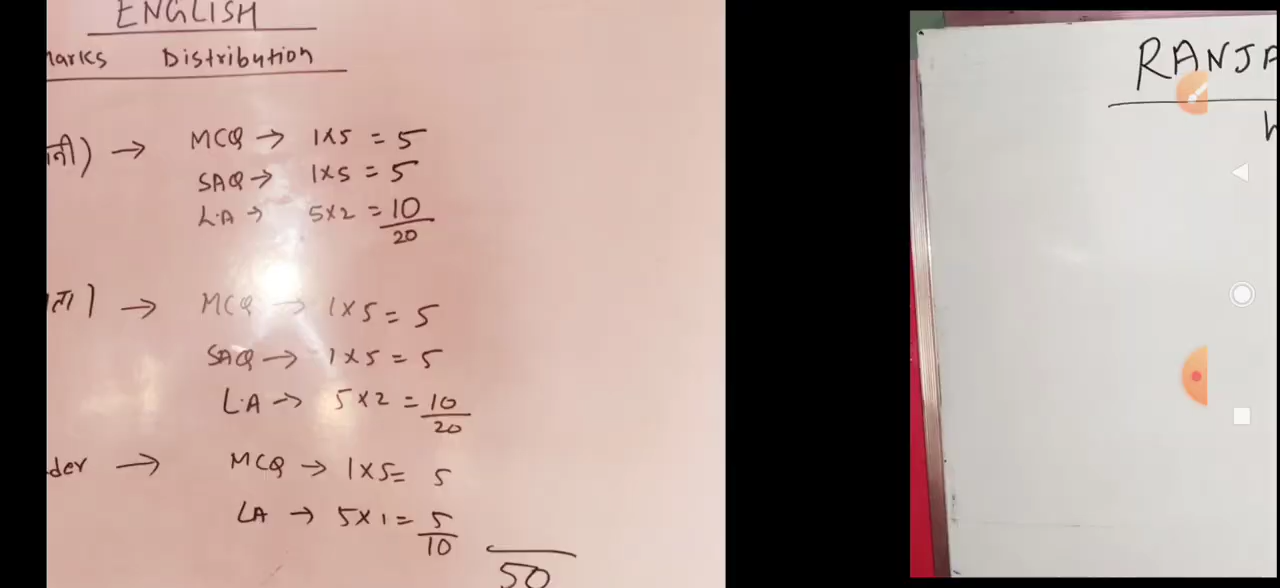 ENGLISH
Marks Distribution
नी) → MCQ → 1x5 = 5
SAQ → 1x5 = 5
L.A → 5x2 = 10
20
ता) → MCQ → 1x5 = 5
SAQ → 1x5 = 5
L.A → 5x2 = 10
20
der → MCQ → 1x5= 5
LA → 5x1 = 5
10
50
RANJA